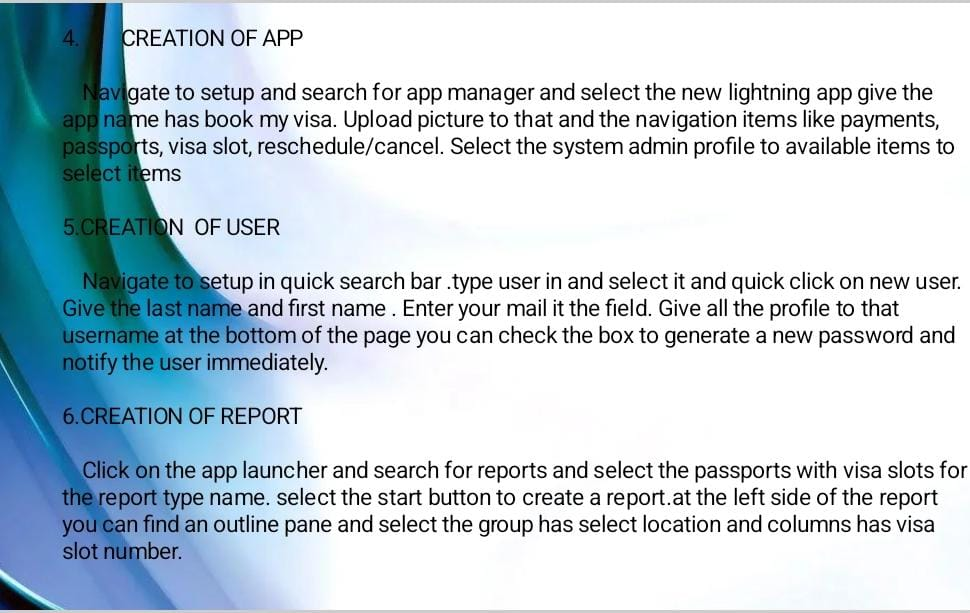 4. CREATION OF APP
Navigate to setup and search for app manager and select the new lightning app give the
app name has book my visa. Upload picture to that and the navigation items like payments,
passports, visa slot, reschedule/cancel. Select the system admin profile to available items to
select items
5.CREATION OF USER
Navigate to setup in quick search bar .type user in and select it and quick click on new user.
Give the last name and first name . Enter your mail it the field. Give all the profile to that
username at the bottom of the page you can check the box to generate a new password and
notify the user immediately.
6.CREATION OF REPORT
Click on the app launcher and search for reports and select the passports with visa slots for
the report type name. select the start button to create a report.at the left side of the report
you can find an outline pane and select the group has select location and columns has visa
slot number.